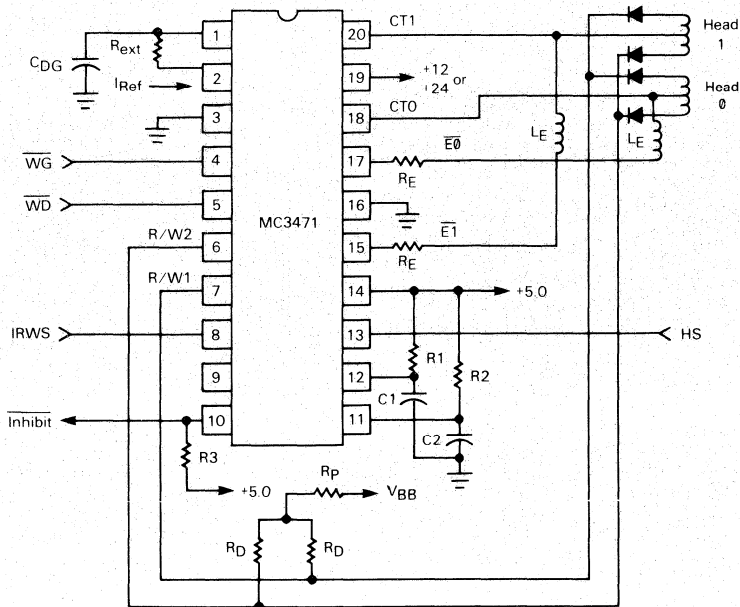 1
20
CT1
Head
1
CDG
Rext
2
IRef
19
+12
+24 or
Head
0
3
18
CT0
WG
4
17
RE
E0
LE
LE
WD
5
MC3471
16
R/W2
6
15
RE
E1
R/W1
7
14
+5.0
IRWS
8
13
HS
9
12
R1
R2
C1
Inhibit
10
11
C2
R3
+5.0
RP
VBB
RD
RD